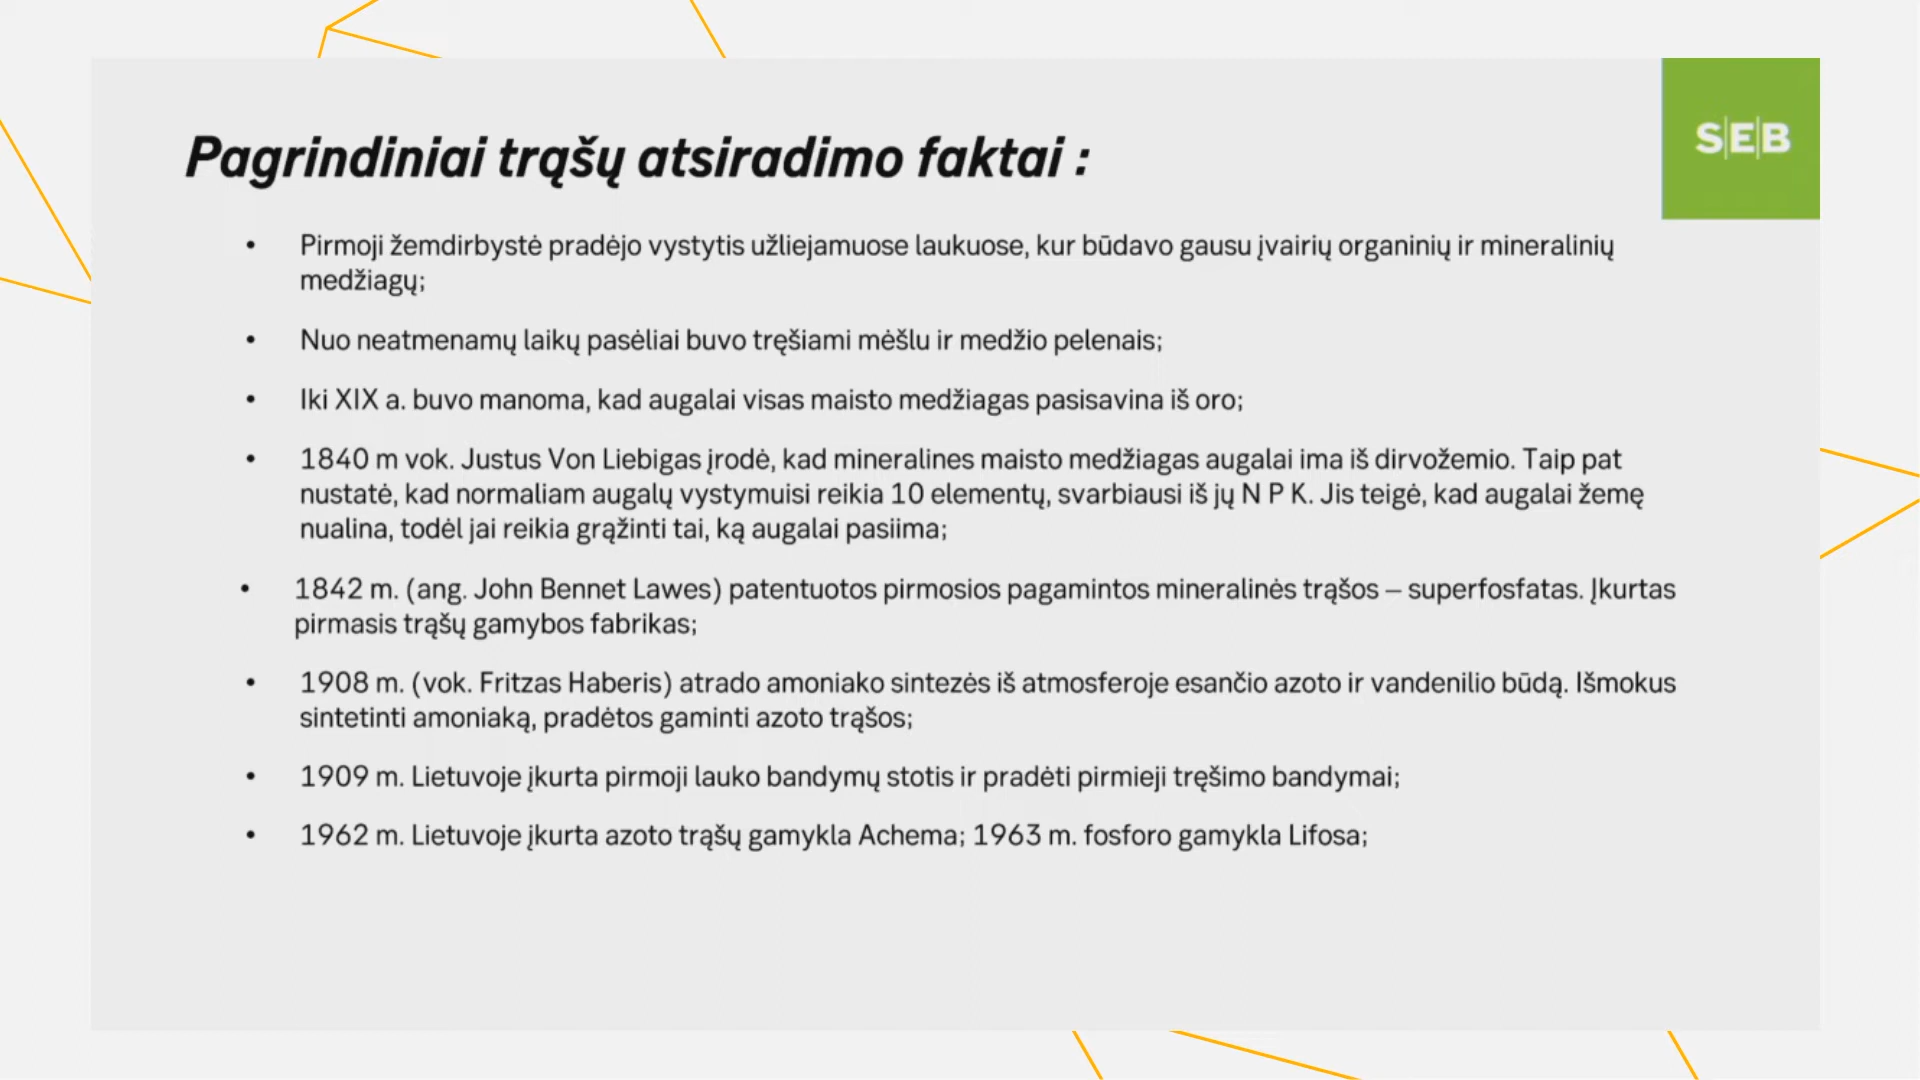 S|E|B
Pagrindiniai trąšų atsiradimo faktai :
• Pirmoji žemdirbystė pradėjo vystytis užliejamuose laukuose, kur būdavo gausu įvairių organinių ir mineralinių
medžiagų;
• Nuo neatmenamų laikų pasėliai buvo tręšiami mėšlu ir medžio pelenais;
• Iki XIX a. buvo manoma, kad augalai visas maisto medžiagas pasisavina iš oro;
• 1840 m vok. Justus Von Liebigas įrodė, kad mineralines maisto medžiagas augalai ima iš dirvožemio. Taip pat
nustatė, kad normaliam augalų vystymuisi reikia 10 elementų, svarbiausi iš jų N P K. Jis teigė, kad augalai žemę
nualina, todėl jai reikia grąžinti tai, ką augalai pasiima;
• 1842 m. (ang. John Bennet Lawes) patentuotos pirmosios pagamintos mineralinės trąšos – superfosfatas. Įkurtas
pirmasis trąšų gamybos fabrikas;
• 1908 m. (vok. Fritzas Haberis) atrado amoniako sintezės iš atmosferoje esančio azoto ir vandenilio būdą. Išmokus
sintetinti amoniaką, pradėtos gaminti azoto trąšos;
• 1909 m. Lietuvoje įkurta pirmoji lauko bandymų stotis ir pradėti pirmieji tręšimo bandymai;
• 1962 m. Lietuvoje įkurta azoto trąšų gamykla Achema; 1963 m. fosforo gamykla Lifosa;